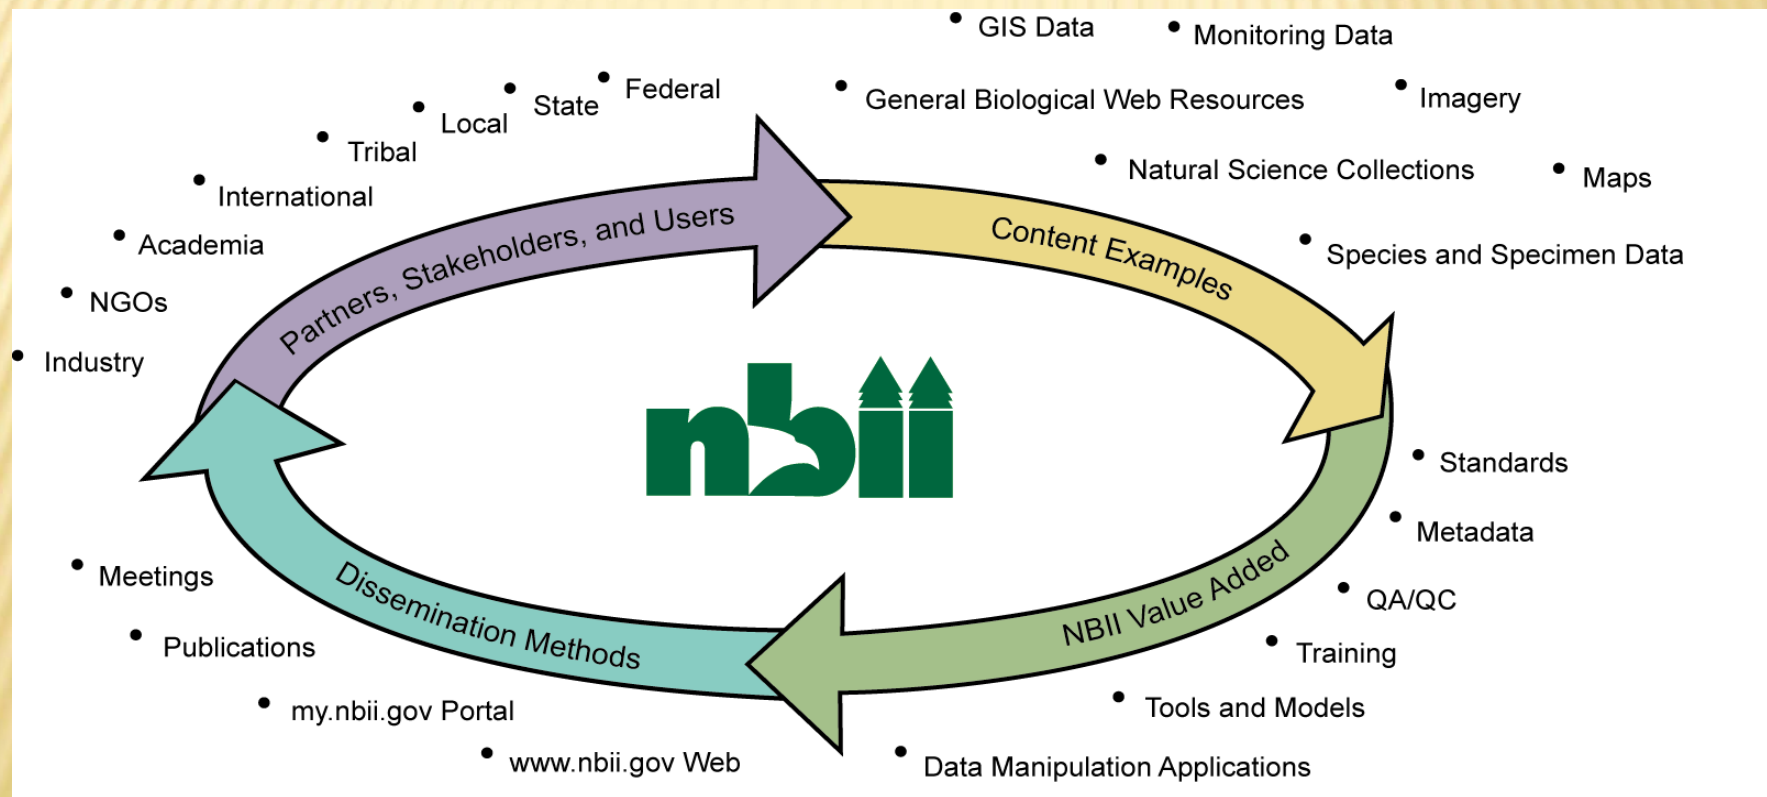 • GIS Data
• Monitoring Data
• Federal
• State
• Local
• Tribal
• International
• Academia
• NGOs
• Industry
• General Biological Web Resources
• Imagery
• Natural Science Collections
• Maps
• Species and Specimen Data
Partners, Stakeholders, and Users
Content Examples
nbii
• Standards
• Metadata
• QA/QC
• Training
• Tools and Models
• Data Manipulation Applications
NBII Value Added
Dissemination Methods
• Meetings
• Publications
• my.nbii.gov Portal
• www.nbii.gov Web